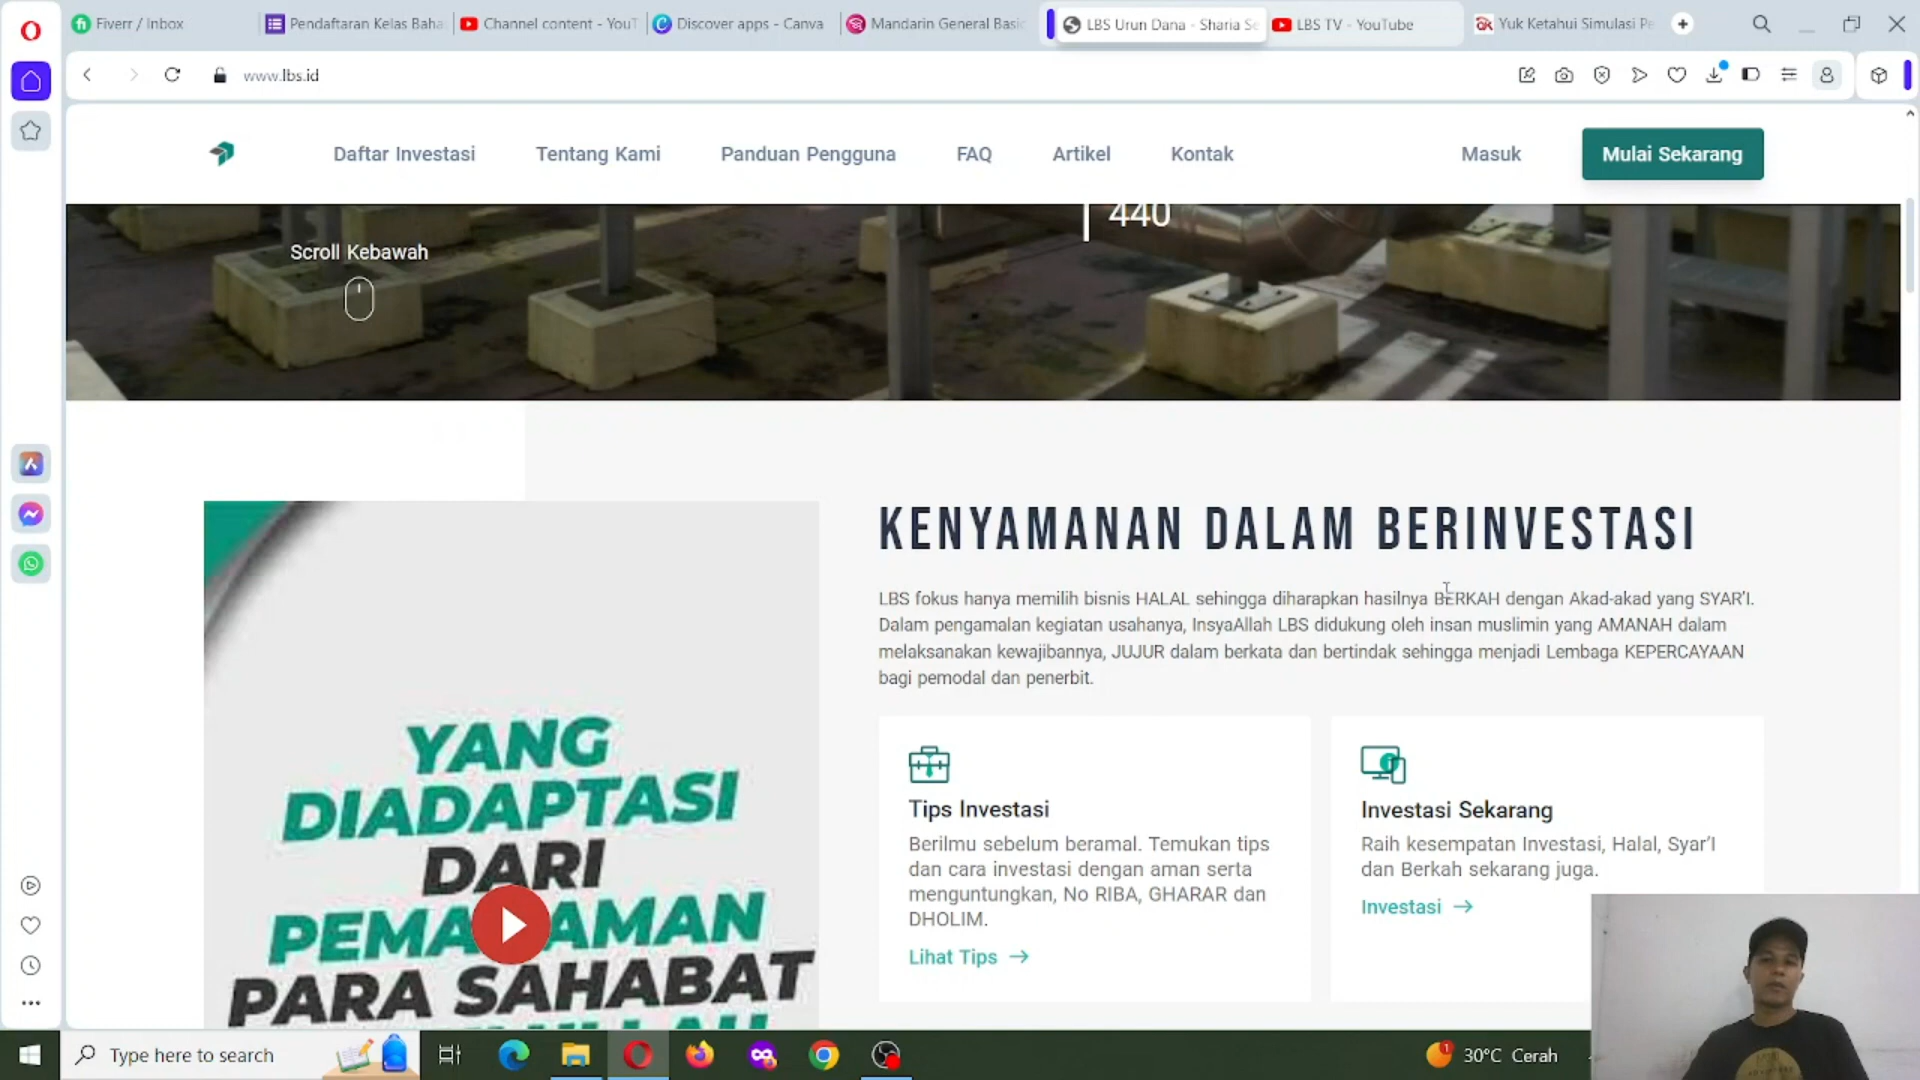 Fiverr / Inbox
Pendaftaran Kelas Baha
Channel content - YouT
Discover apps - Canva
Mandarin General Basic
LBS Urun Dana - Sharia Se
LBS TV - YouTube
Yuk Ketahui Simulasi Pe
www.lbs.id
Daftar Investasi
Tentang Kami
Panduan Pengguna
FAQ
Artikel
Kontak
Masuk
Mulai Sekarang
440
Scroll Kebawah
KENYAMANAN DALAM BERINVESTASI
LBS fokus hanya memilih bisnis HALAL sehingga diharapkan hasilnya BERKAH dengan Akad-akad yang SYAR'I.
Dalam pengamalan kegiatan usahanya, InsyaAllah LBS didukung oleh insan muslimin yang AMANAH dalam
melaksanakan kewajibannya, JUJUR dalam berkata dan bertindak sehingga menjadi Lembaga KEPERCAYAAN
bagi pemodal dan penerbit.
YANG
DIADAPTASI
DARI
PARA SAHABAT
Tips Investasi
Berilmu sebelum beramal. Temukan tips
dan cara investasi dengan aman serta
menguntungkan, No RIBA, GHARAR dan
DHOLIM.
Lihat Tips
Investasi Sekarang
Raih kesempatan Investasi, Halal, Syar'I
dan Berkah sekarang juga.
Investasi
Type here to search
1
30°C Cerah